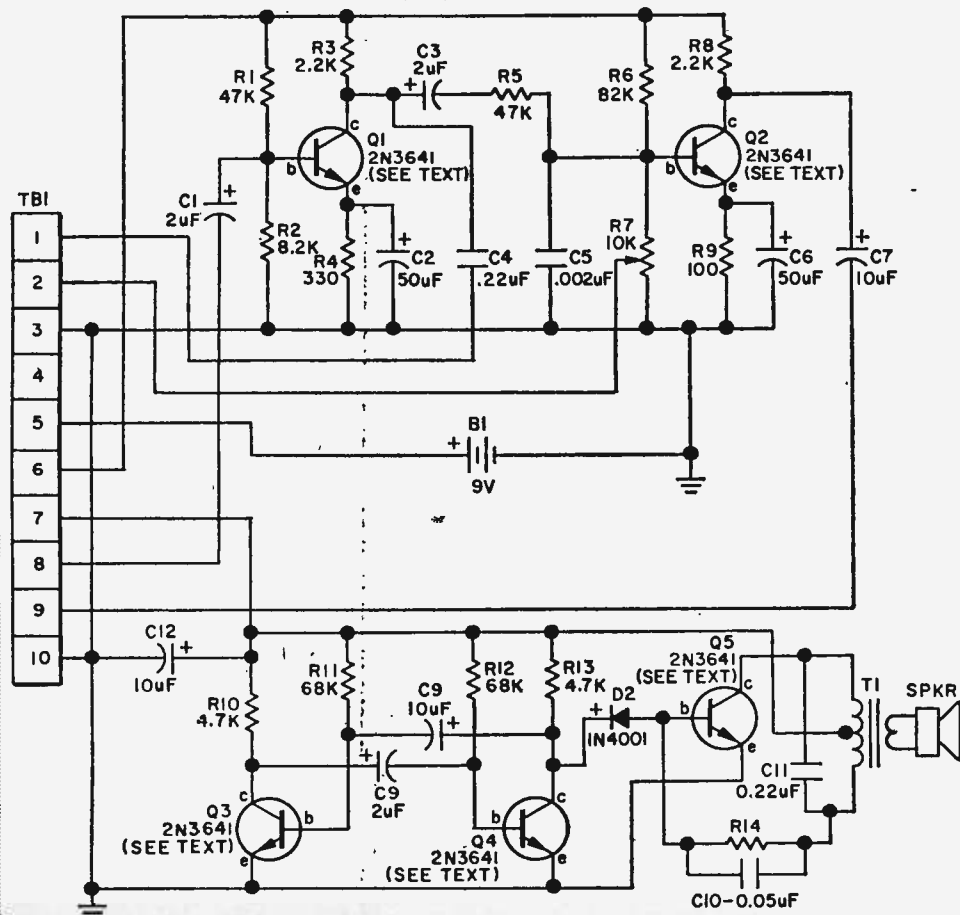 R1
47K
R3
2.2K
C3
2uF
+
R5
47K
R6
82K
R8
2.2K
c
Q1
2N3641
(SEE TEXT)
b
e
c
Q2
2N3641
(SEE TEXT)
b
e
TB1
1
2
3
4
5
6
7
8
9
10
C1
2uF
+
R2
8.2K
R4
330
+
C2
50uF
C4
.22uF
C5
.002uF
R7
10K
R9
100
+
C6
50uF
+
C7
10uF
B1
+
9V
C12
+
10uF
R10
4.7K
R11
68K
C9
10uF
+
R12
68K
R13
4.7K
+
C9
2uF
D2
+
1N4001
Q5
2N3641
(SEE TEXT)
c
b
e
T1
SPKR
C11
0.22uF
Q3
2N3641
(SEE TEXT)
c
b
e
Q4
2N3641
(SEE TEXT)
c
b
e
R14
C10-0.05uF